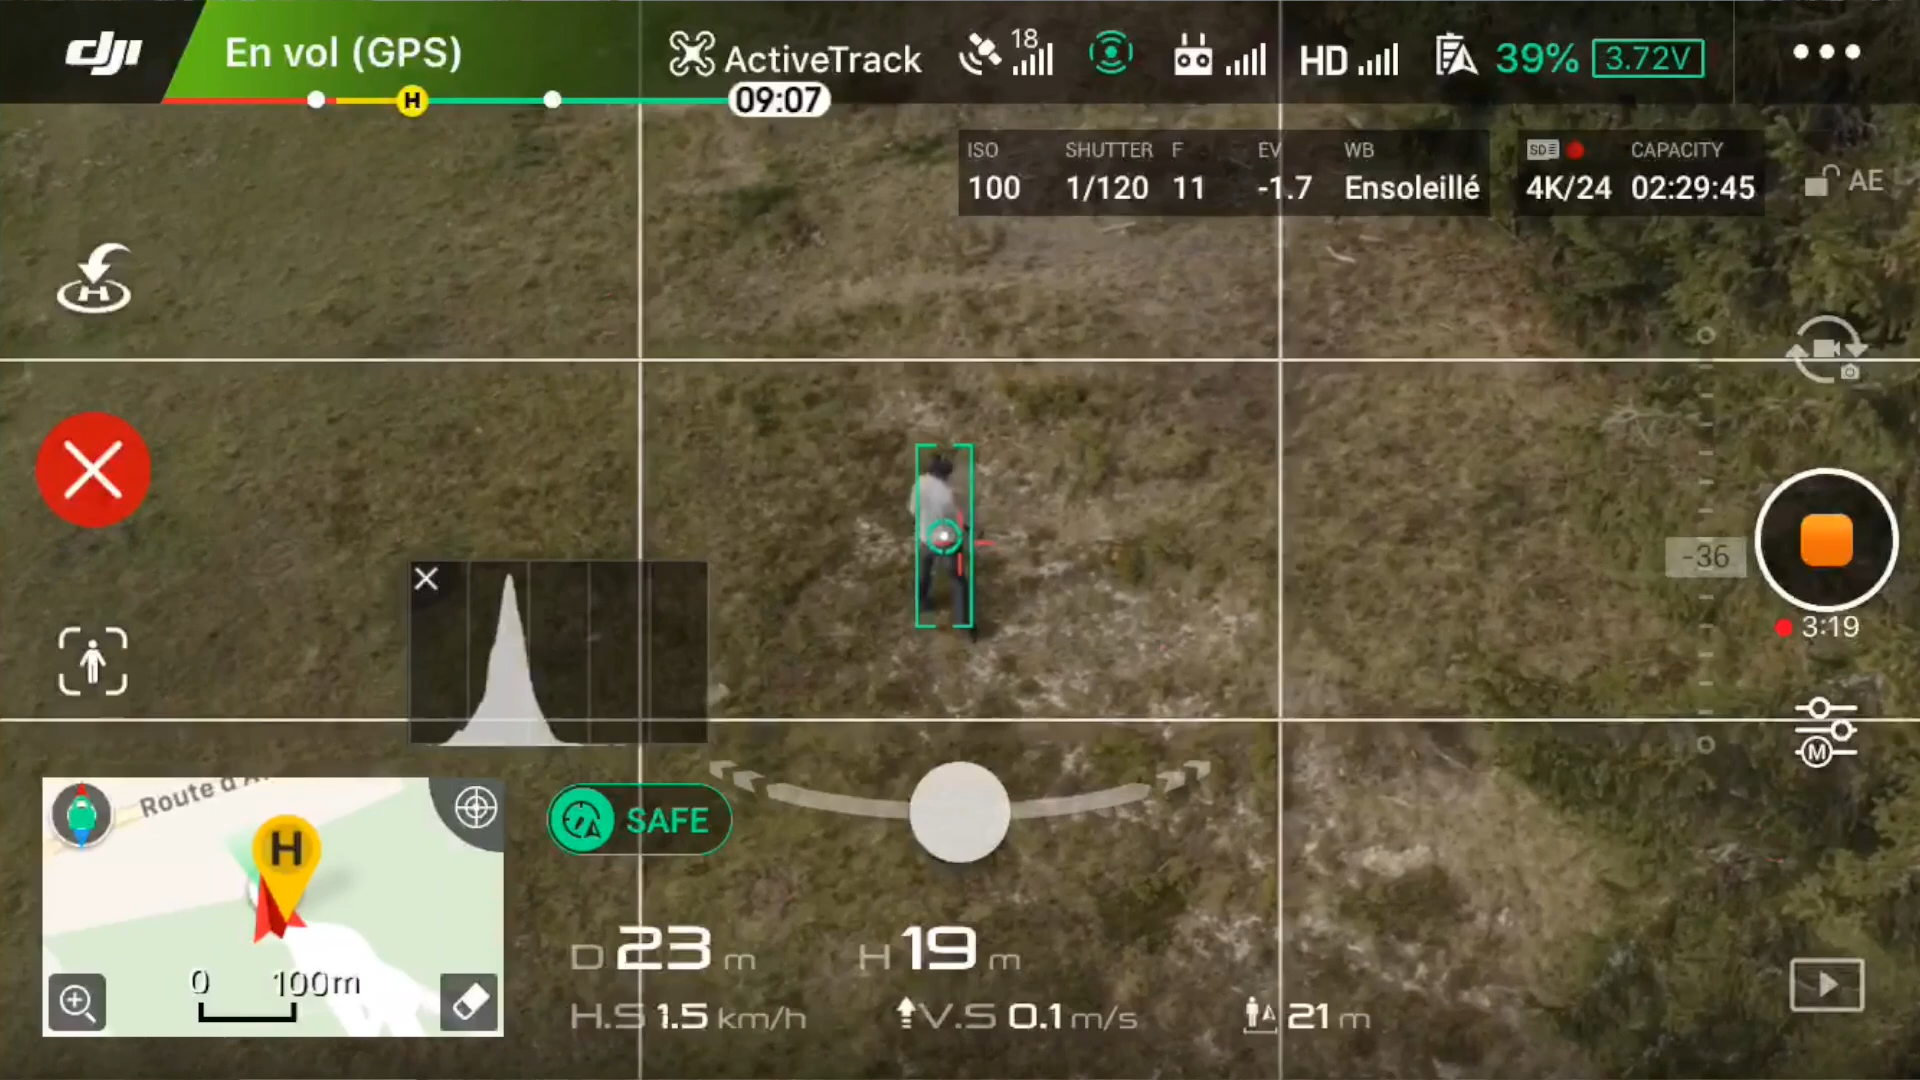 dji En vol (GPS) ActiveTrack 18 HD 39% 3.72V
H 09:07
ISO SHUTTER F EV WB SD CAPACITY
100 1/120 11 -1.7 Ensoleillé 4K/24 02:29:45 AE
H
-36
3:19
M
Route d'A
H
SAFE
D 23 m H 19 m
0 100m
H.S 1.5 km/h V.S 0.1 m/s 21 m